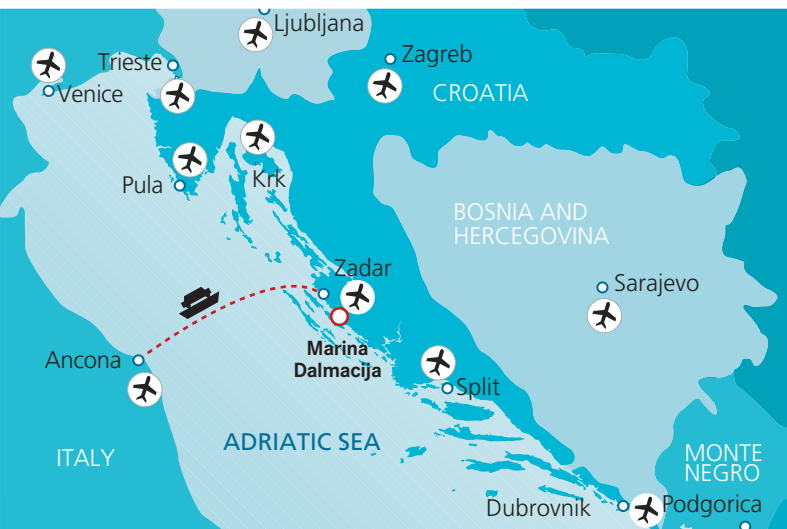 Ljubljana
Trieste
Zagreb
Venice
CROATIA
Pula
Krk
BOSNIA AND
HERCEGOVINA
Zadar
Sarajevo
Marina
Dalmacija
Ancona
Split
ADRIATIC SEA
ITALY
MONTE
NEGRO
Dubrovnik
Podgorica